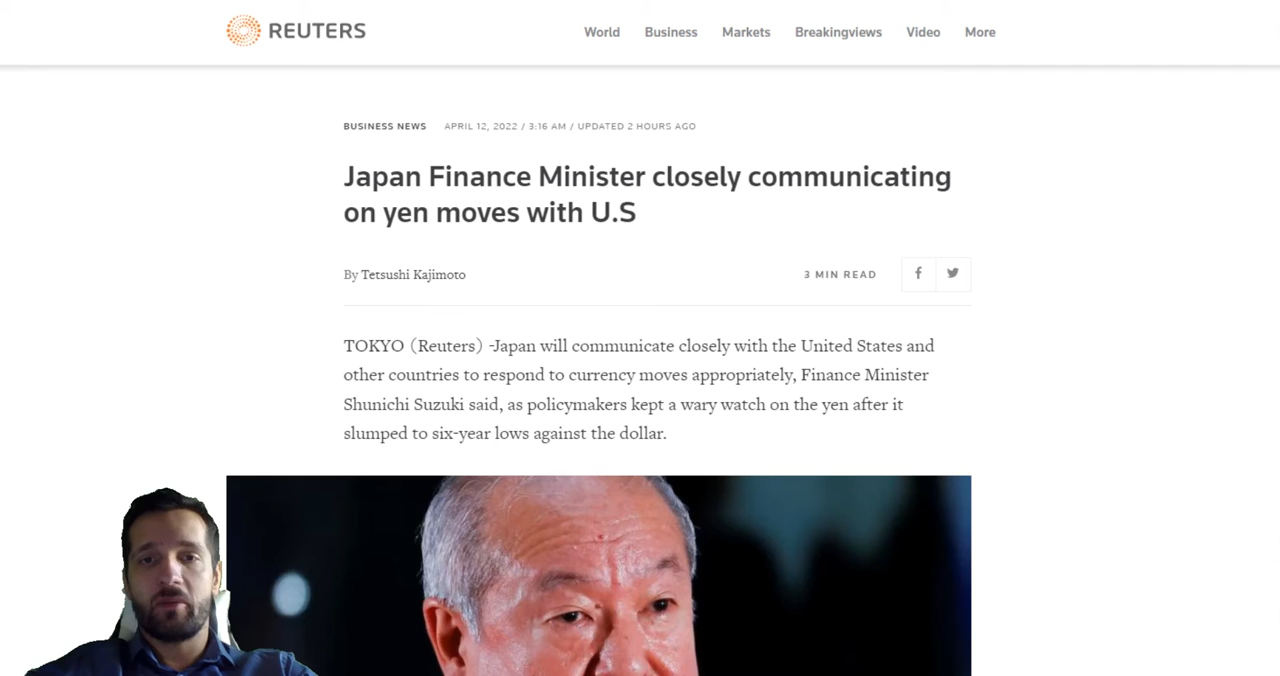 REUTERS
World Business Markets Breakingviews Video More
BUSINESS NEWS APRIL 12, 2022 / 3:16 AM / UPDATED 2 HOURS AGO
Japan Finance Minister closely communicating
on yen moves with U.S
By Tetsushi Kajimoto 3 MIN READ
TOKYO (Reuters) -Japan will communicate closely with the United States and
other countries to respond to currency moves appropriately, Finance Minister
Shunichi Suzuki said, as policymakers kept a wary watch on the yen after it
slumped to six-year lows against the dollar.